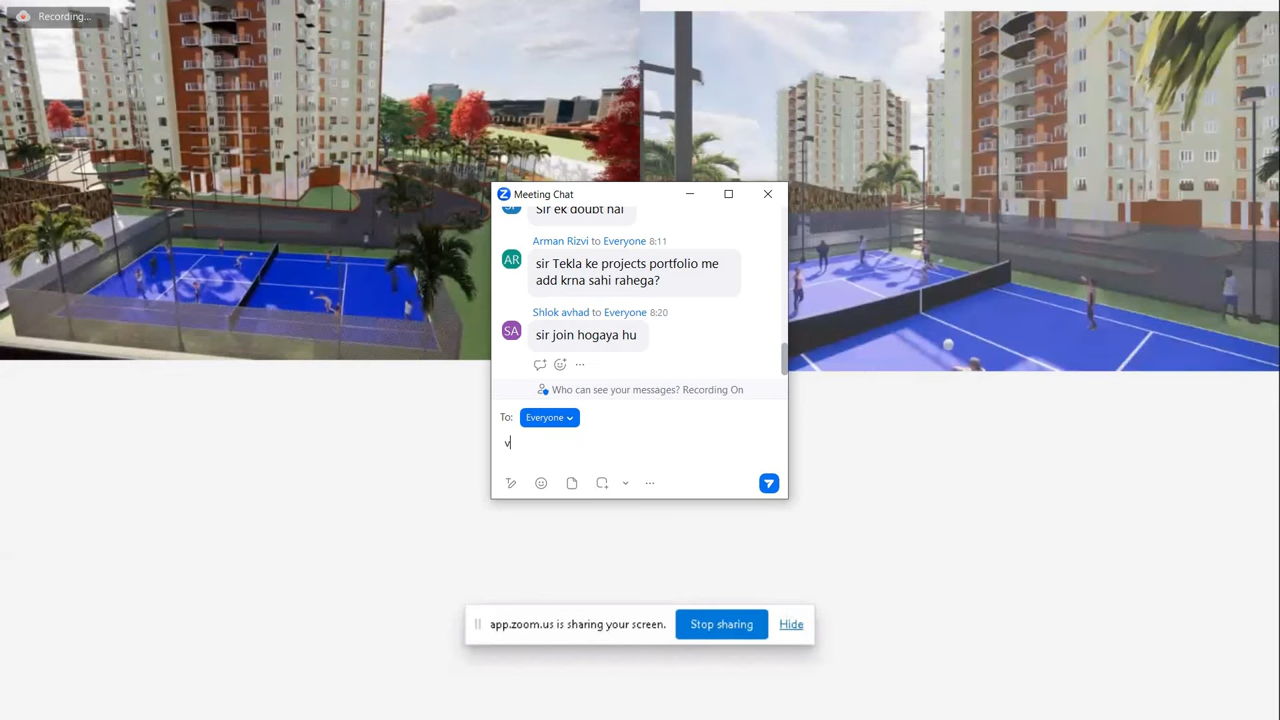 Recording...
Meeting Chat
Sir ek doubt hai
Arman Rizvi to Everyone 8:11
AR
sir Tekla ke projects portfolio me
add krna sahi rahega?
Shlok avhad to Everyone 8:20
SA
sir join hogaya hu
Who can see your messages? Recording On
To: Everyone
v
app.zoom.us is sharing your screen. Stop sharing Hide